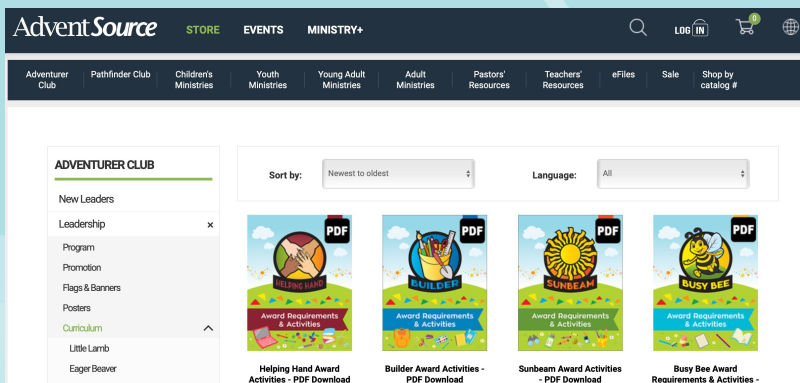 AdventSource STORE EVENTS MINISTRY+ LOG IN 0
Adventurer Club
Pathfinder Club
Children's Ministries
Youth Ministries
Young Adult Ministries
Adult Ministries
Pastors' Resources
Teachers' Resources
eFiles
Sale
Shop by catalog #
ADVENTURER CLUB
New Leaders
Leadership ×
Program
Promotion
Flags & Banners
Posters
Curriculum
Little Lamb
Eager Beaver
Sort by: Newest to oldest Language: All
PDF
HELPING HAND
Award Requirements
& Activities
Helping Hand Award
Activities - PDF Download
PDF
BUILDER
Award Requirements
& Activities
Builder Award Activities -
PDF Download
PDF
SUNBEAM
Award Requirements
& Activities
Sunbeam Award Activities
- PDF Download
PDF
BUSY BEE
Award Requirements
& Activities
Busy Bee Award
Requirements & Activities -